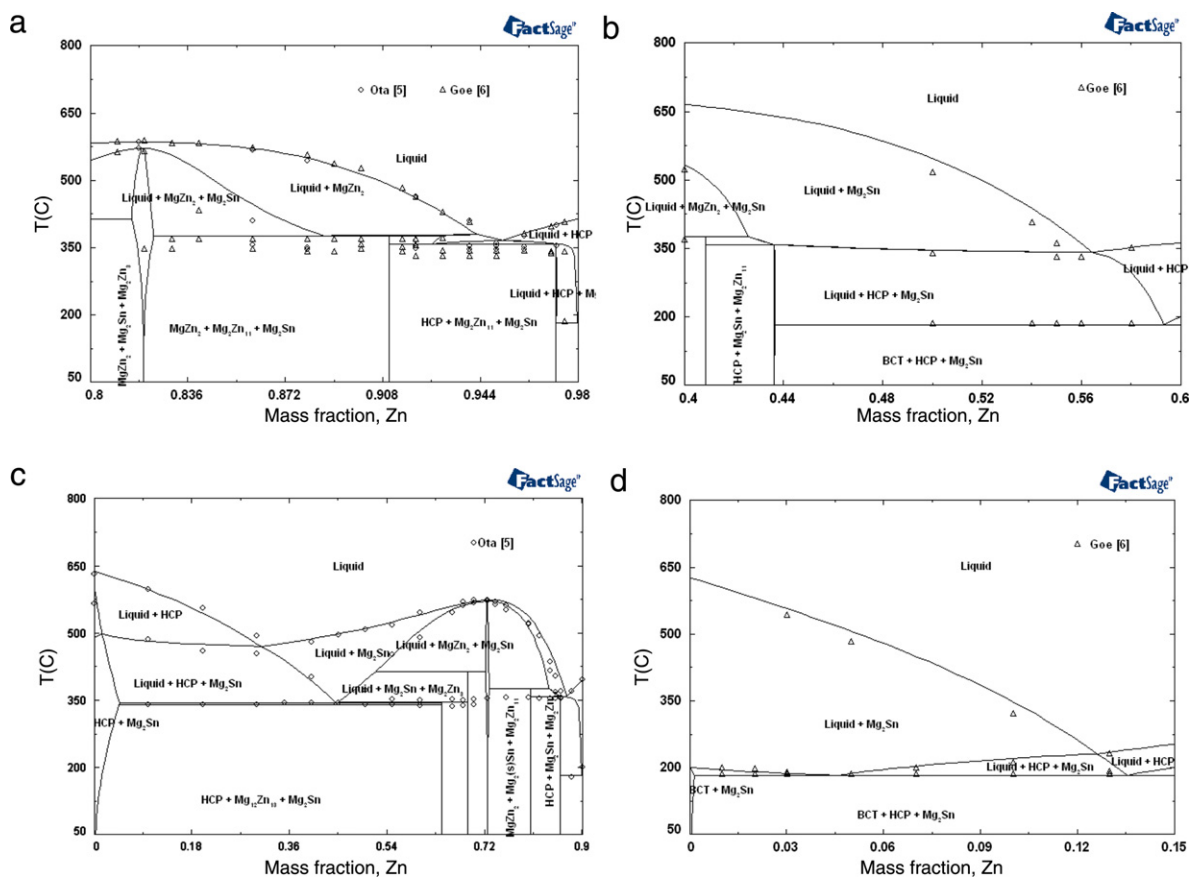 a
FactSage®
800
650
500
350
200
50
T(C)
Ota [5]
Goe [6]
Liquid
Liquid + MgZn₂
Liquid + MgZn₂ + Mg₂Sn
Liquid + HCP
Liquid + HCP + Mg₂
MgZn₂ + Mg₂Sn + Mg₂Zn₃
MgZn₂ + Mg₂Zn₁₁ + Mg₂Sn
HCP + Mg₂Zn₁₁ + Mg₂Sn
0.8 0.836 0.872 0.908 0.944 0.98
Mass fraction, Zn
b
FactSage®
800
650
500
350
200
50
T(C)
Goe [6]
Liquid
Liquid + Mg₂Sn
Liquid + MgZn₂ + Mg₂Sn
Liquid + HCP
Liquid + HCP + Mg₂Sn
HCP + Mg₂Sn + Mg₂Zn₁₁
BCT + HCP + Mg₂Sn
0.4 0.44 0.48 0.52 0.56 0.6
Mass fraction, Zn
c
FactSage®
800
650
500
350
200
50
T(C)
Ota [5]
Liquid
Liquid + HCP
Liquid + Mg₂Sn
Liquid + MgZn₂ + Mg₂Sn
Liquid + HCP + Mg₂Sn
Liquid + Mg₂Sn + Mg₂Zn₃
HCP + Mg₂Sn
MgZn₂ + Mg₂(s)Sn + Mg₂Zn₁₁
HCP + Mg₂Sn + Mg₂Zn₁₁
HCP + Mg₁₂Zn₁₃ + Mg₂Sn
0 0.18 0.36 0.54 0.72 0.9
Mass fraction, Zn
d
FactSage®
800
650
500
350
200
50
T(C)
Goe [6]
Liquid
Liquid + Mg₂Sn
Liquid + HCP + Mg₂Sn
Liquid + HCP
BCT + Mg₂Sn
BCT + HCP + Mg₂Sn
0 0.03 0.06 0.09 0.12 0.15
Mass fraction, Zn